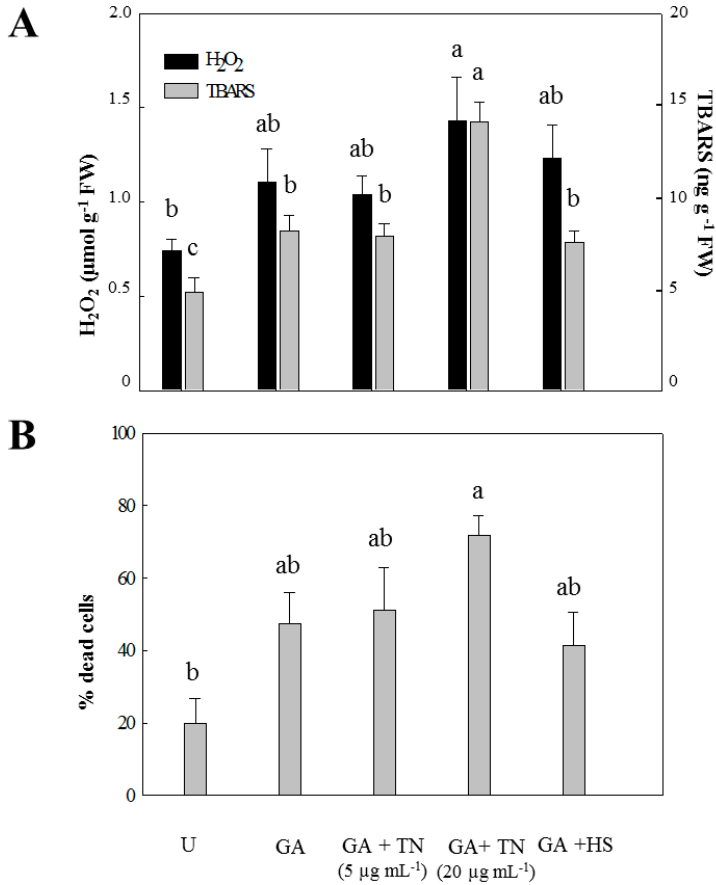 A
2.0
1.5
1.0
0.5
0
H₂O₂ (µmol g⁻¹ FW)
H₂O₂
TBARS
b
c
ab
b
ab
b
a
a
ab
b
20
15
10
5
0
TBARS (ng g⁻¹ FW)
B
100
80
60
40
20
0
% dead cells
b
ab
ab
a
ab
U
GA
GA + TN
(5 µg mL⁻¹)
GA+ TN
(20 µg mL⁻¹)
GA +HS